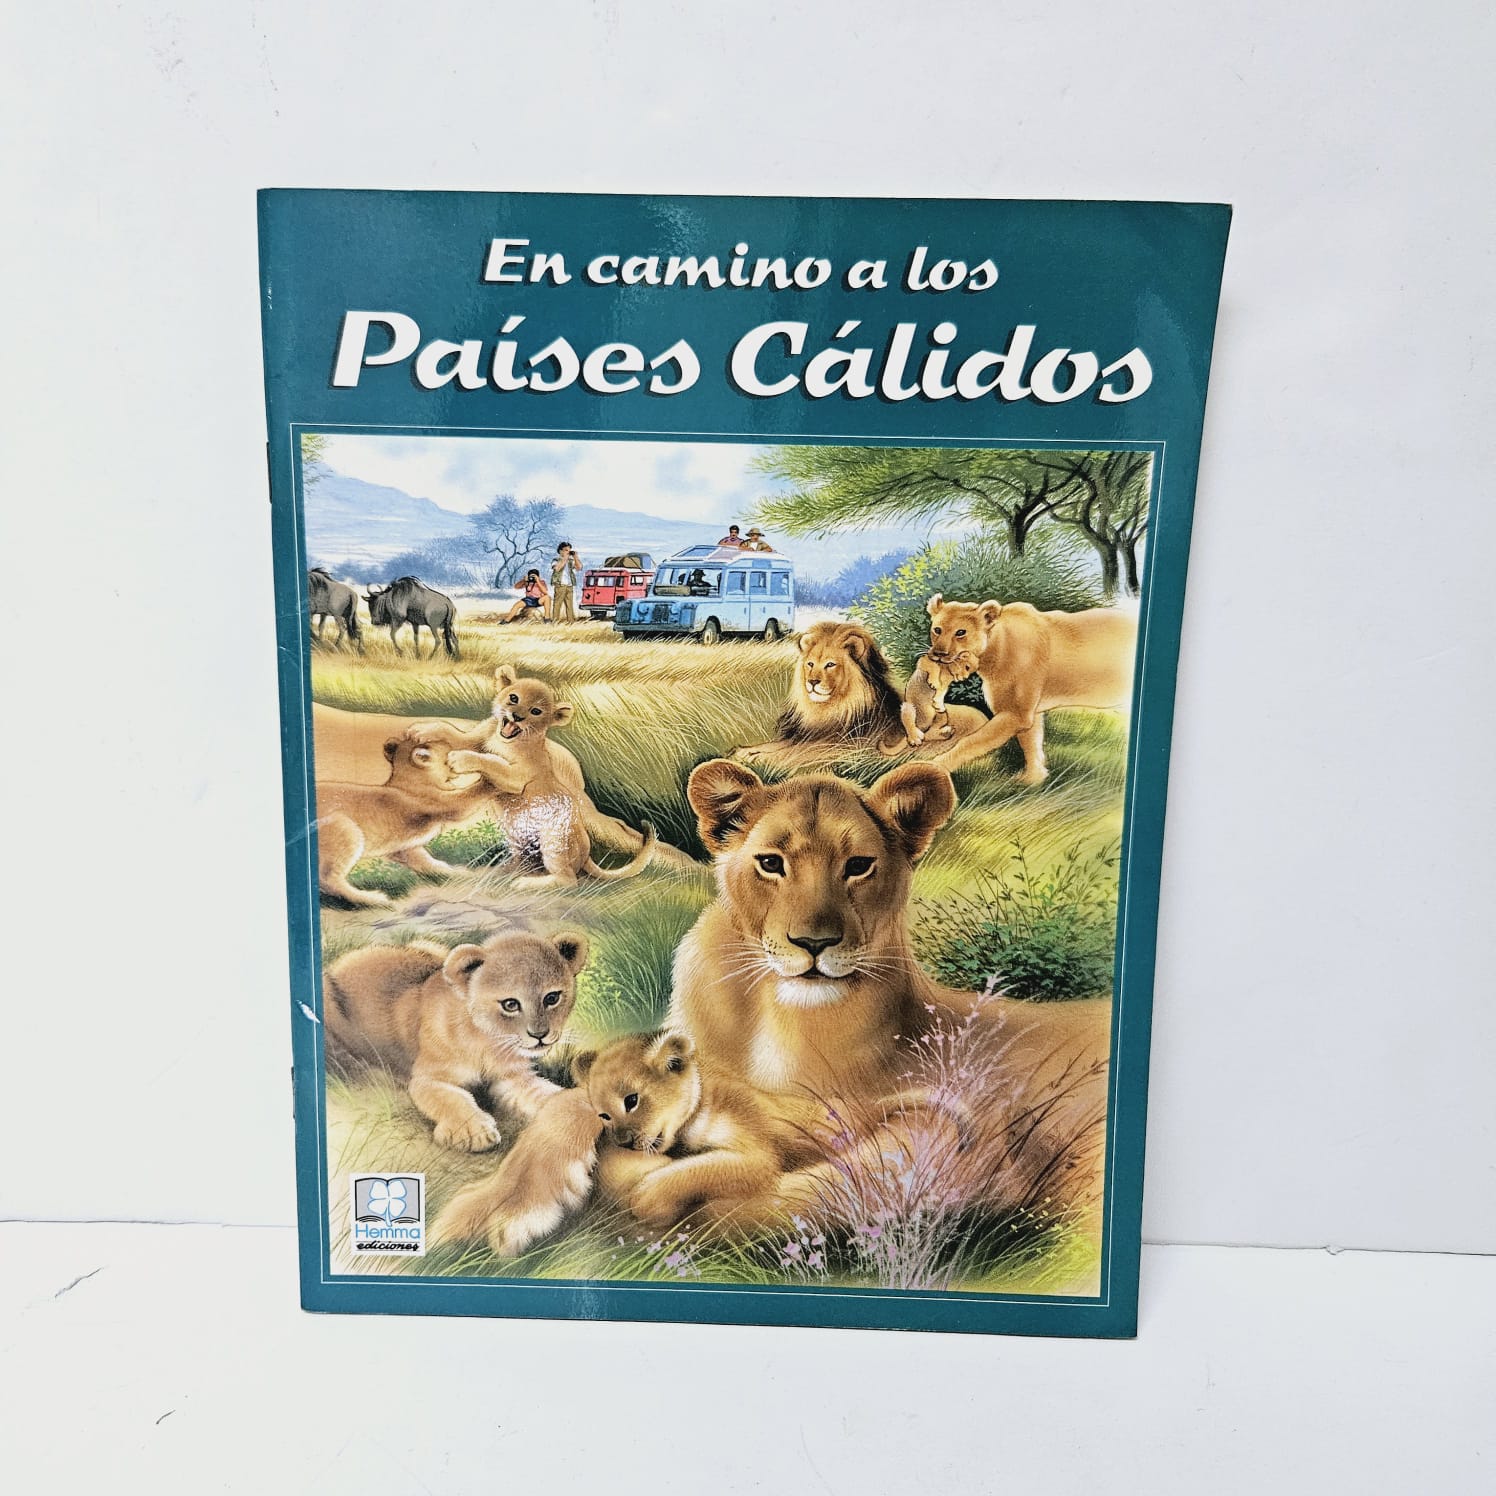 En camino a los
Países Cálidos
Hemma
ediciones